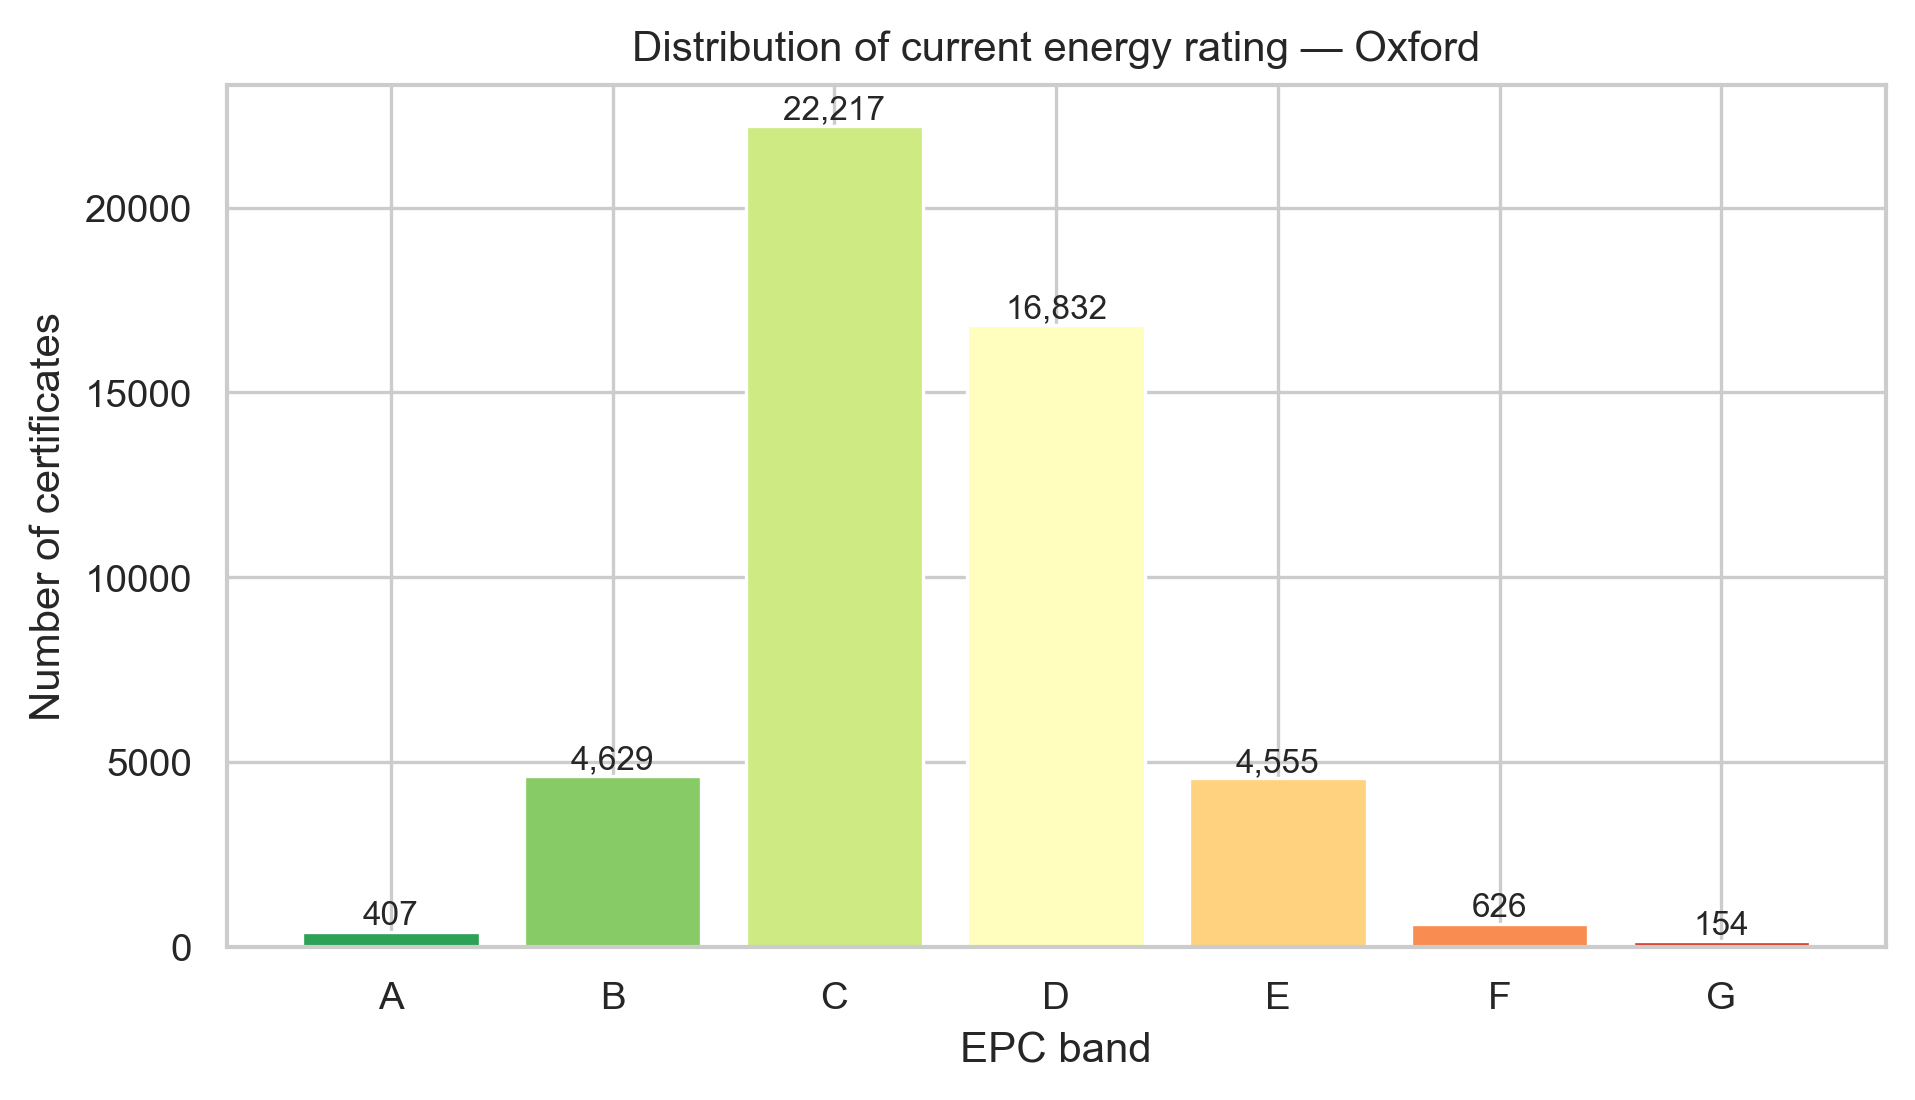 Distribution of current energy rating — Oxford
Number of certificates
20000
15000
10000
5000
0
407
4,629
22,217
16,832
4,555
626
154
A
B
C
D
E
F
G
EPC band